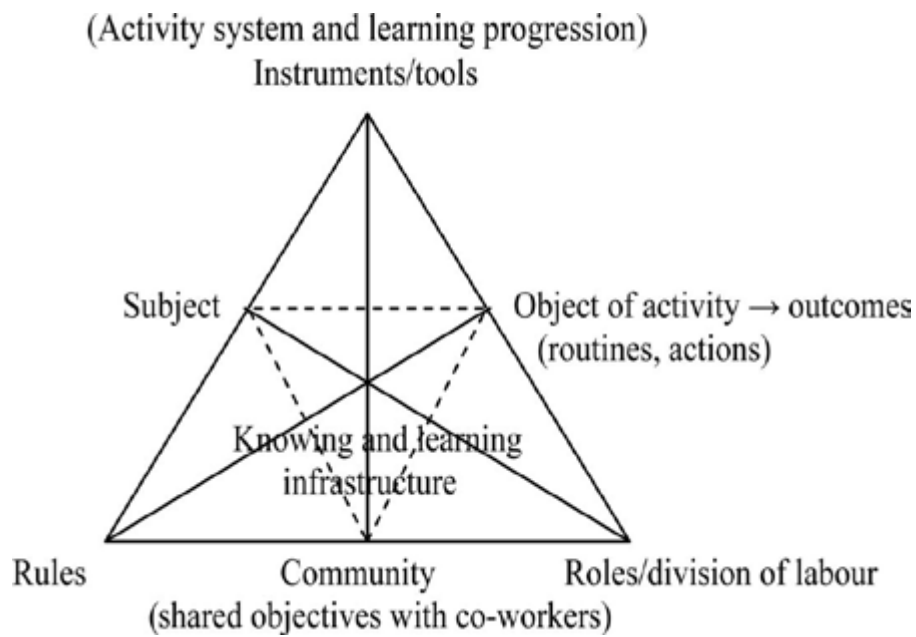 (Activity system and learning progression)
Instruments/tools
Subject
Object of activity → outcomes
(routines, actions)
Knowing and learning
infrastructure
Rules
Community
Roles/division of labour
(shared objectives with co-workers)